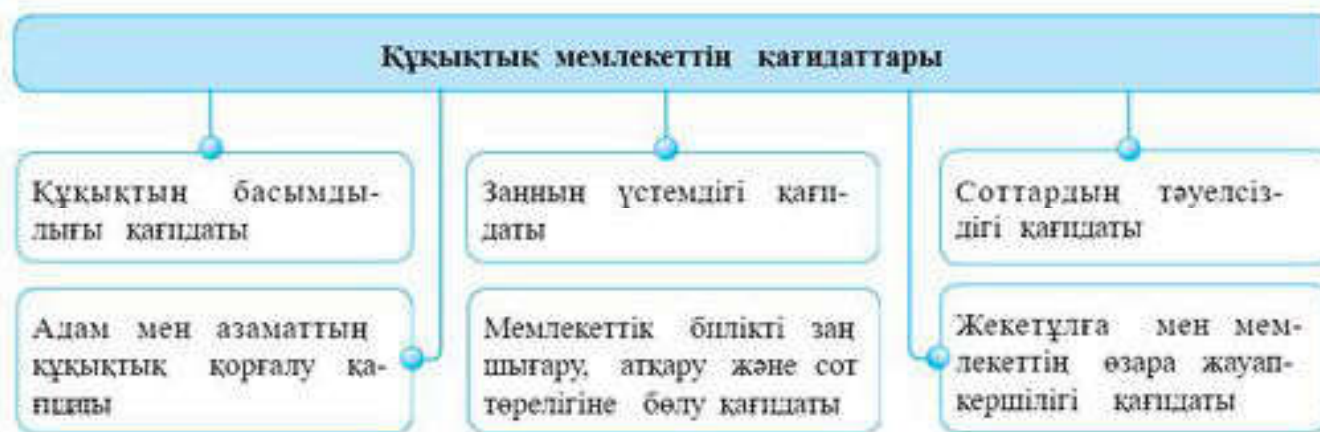 Құқықтық мемлекеттің қағидаттары
Құқықтың басымды-
лығы қағидаты
Заңның үстемдігі қағи-
даты
Соттардың тәуелсіз-
дігі қағидаты
Адам мен азаматтың
құқықтық қорғалу қа-
ғидаты
Мемлекеттік билікті заң
шығару, атқару және сот
төрелігіне бөлу қағидаты
Жекетұлға мен мем-
лекеттің өзара жауап-
кершілігі қағидаты